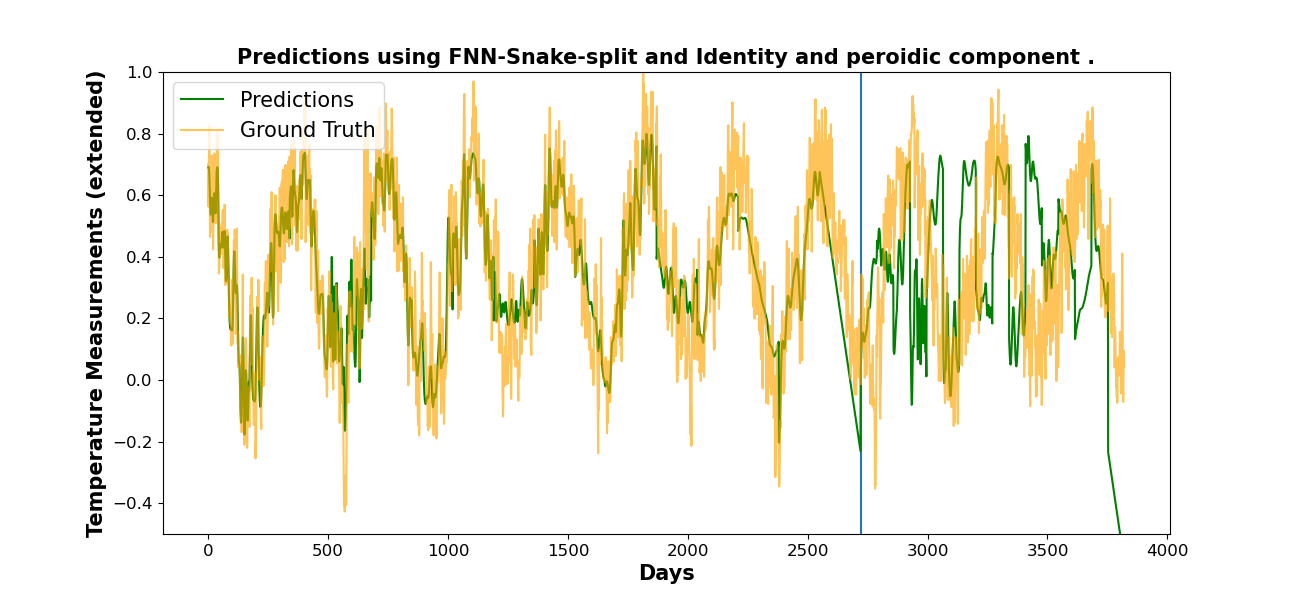 Predictions using FNN-Snake-split and Identity and peroidic component .
Temperature Measurements (extended)
1.0
0.8
0.6
0.4
0.2
0.0
−0.2
−0.4
Predictions
Ground Truth
0 500 1000 1500 2000 2500 3000 3500 4000
Days